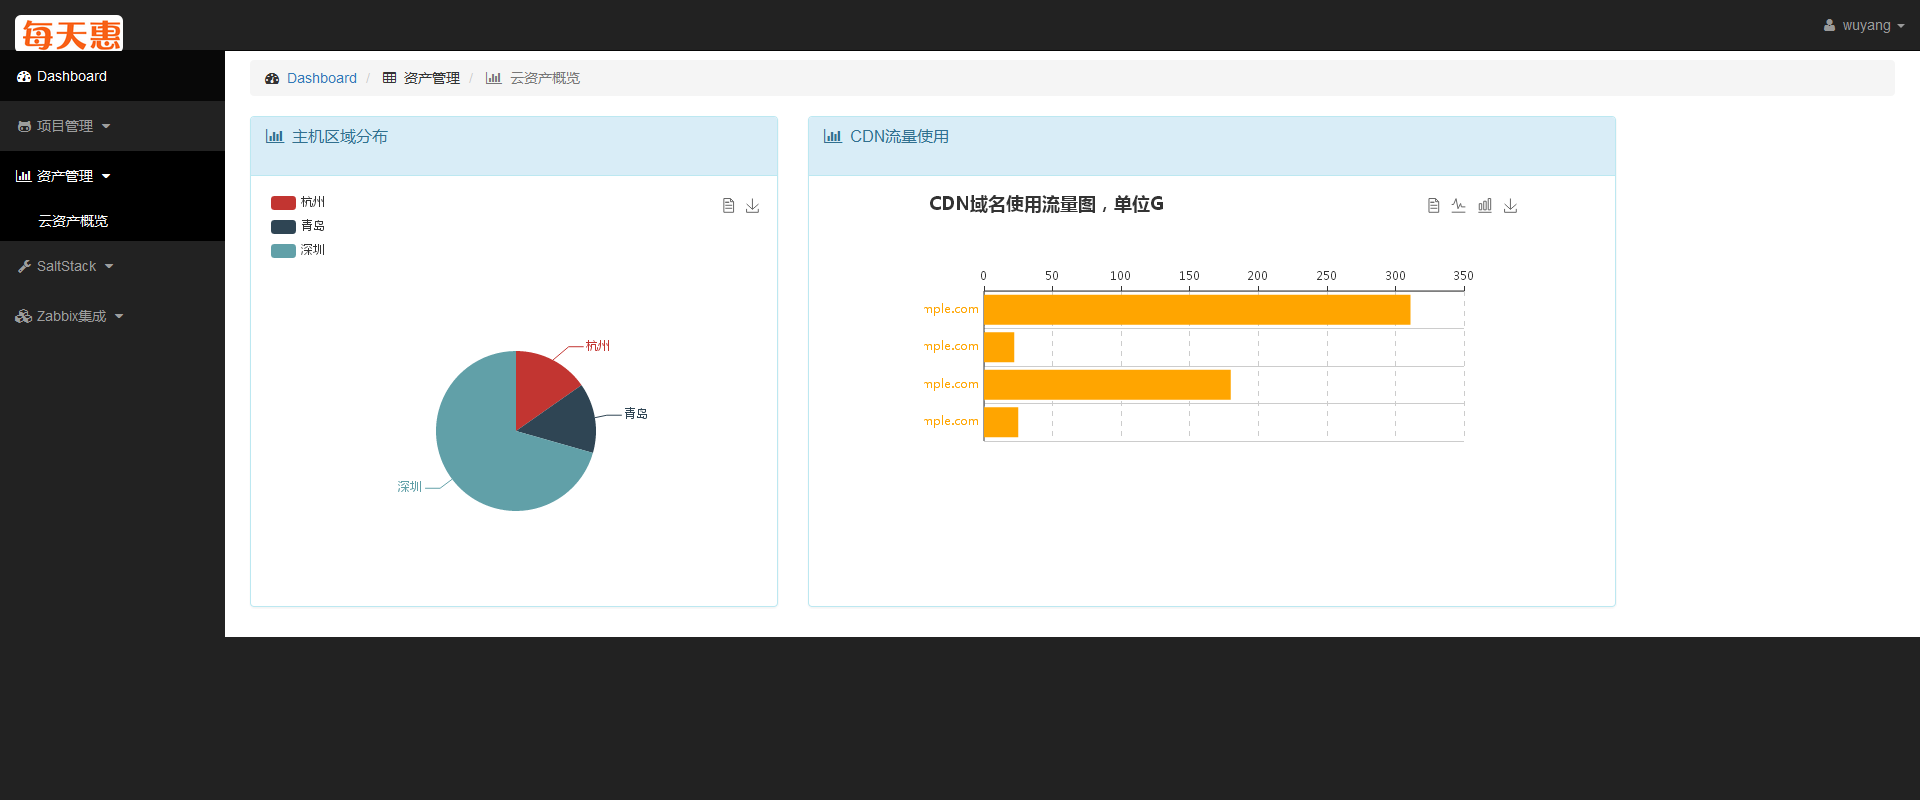 每天惠
wuyang
Dashboard
项目管理
资产管理
云资产概览
SaltStack
Zabbix集成
Dashboard / 资产管理 / 云资产概览
主机区域分布
杭州
青岛
深圳
杭州
青岛
深圳
CDN流量使用
CDN域名使用流量图，单位G
0 50 100 150 200 250 300 350
mple.com
mple.com
mple.com
mple.com